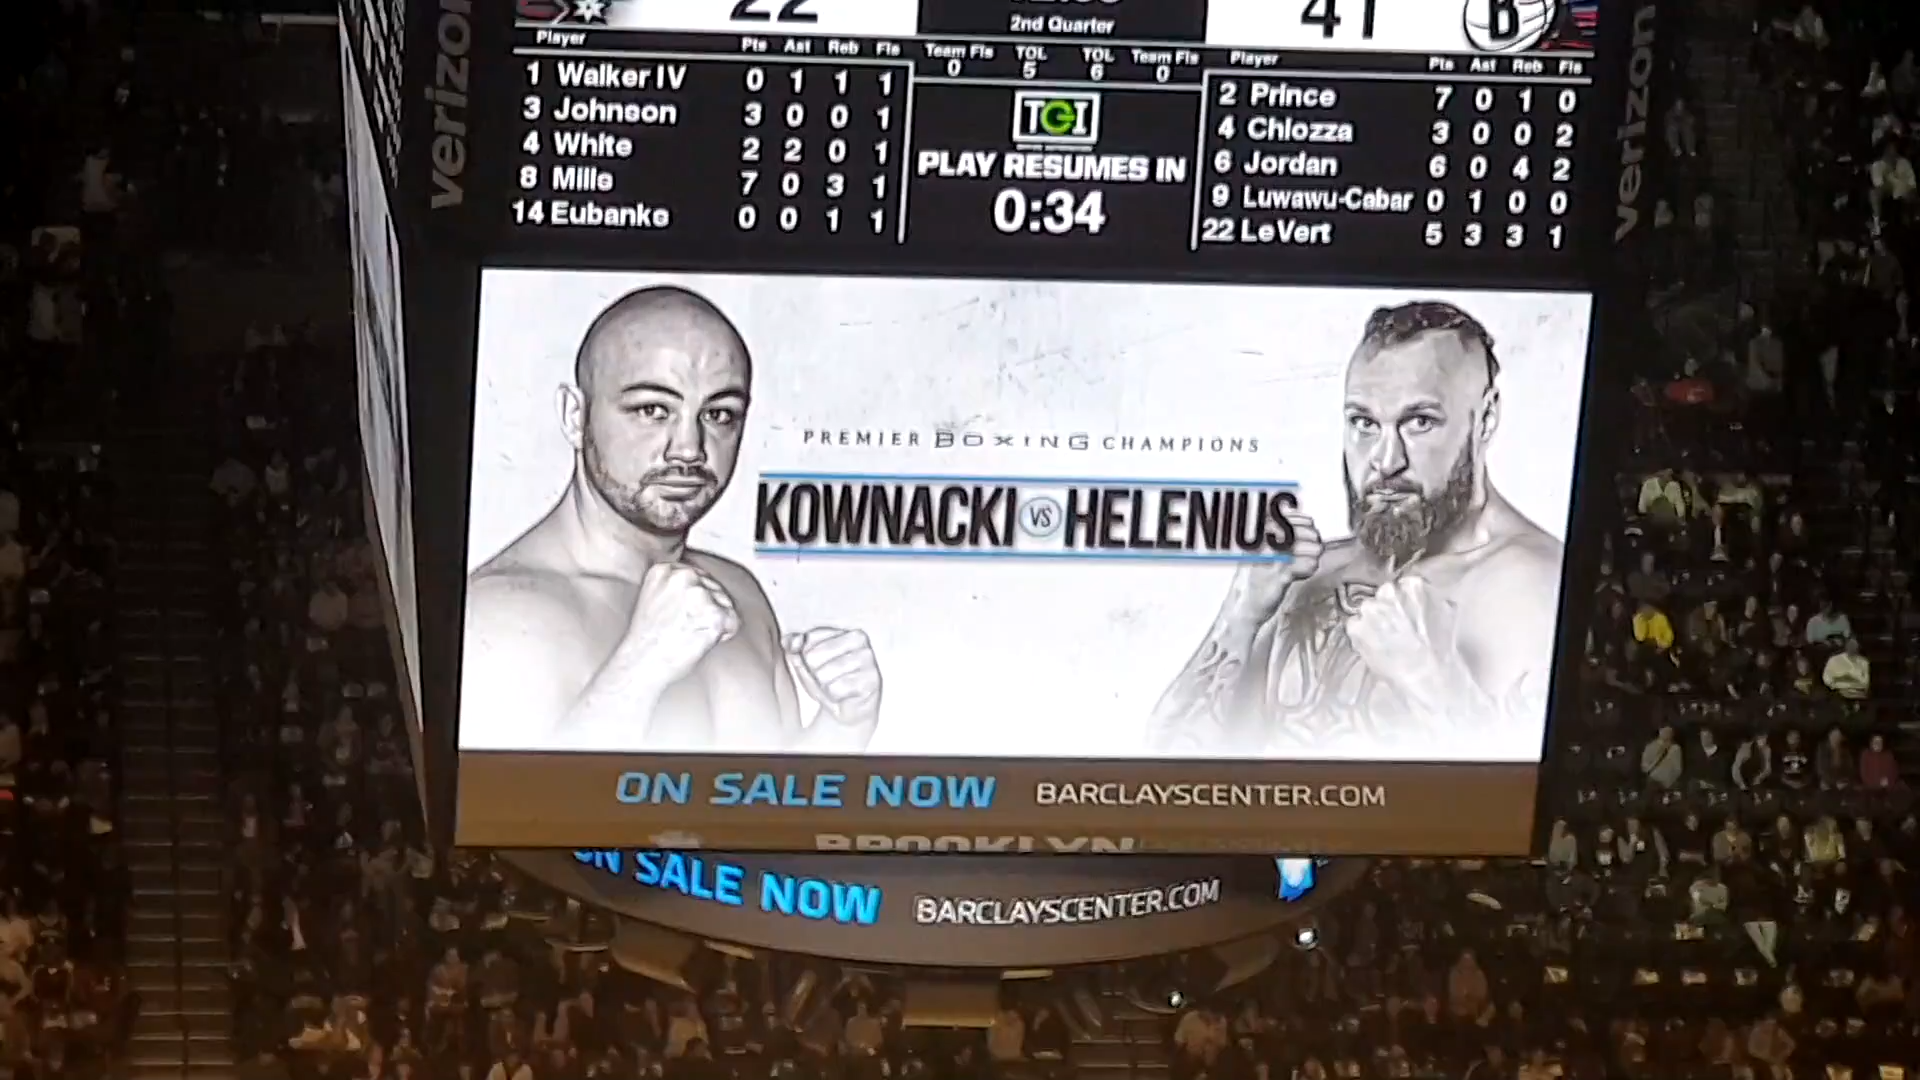 verizon
22
41
B
2nd Quarter
Player Pts Ast Reb Fls
Team Fls TOL TOL Team Fls
0 5 6 0
Player Pts Ast Reb Fls
1 Walker IV 0 1 1 1
3 Johnson 3 0 0 1
4 White 2 2 0 1
8 Mills 7 0 3 1
14 Eubanks 0 0 1 1
TGI
PLAY RESUMES IN
0:34
2 Prince 7 0 1 0
4 Chiozza 3 0 0 2
6 Jordan 6 0 4 2
9 Luwawu-Cabar 0 1 0 0
22 LeVert 5 3 3 1
verizon
PREMIER BOXING CHAMPIONS
KOWNACKI VS HELENIUS
ON SALE NOW BARCLAYSCENTER.COM
BROOKLYN
ON SALE NOW BARCLAYSCENTER.COM